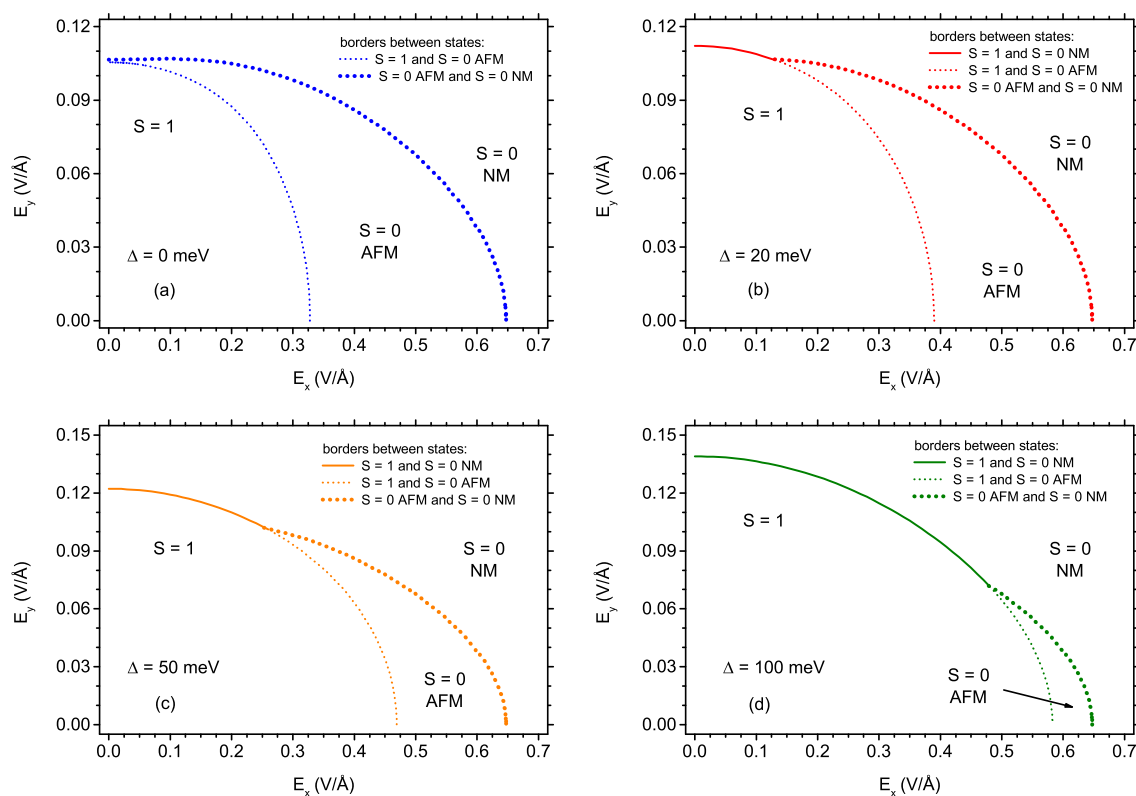 0.12
0.09
0.06
0.03
0.00
E_y (V/Å)
borders between states:
S = 1 and S = 0 AFM
S = 0 AFM and S = 0 NM
S = 1
S = 0
NM
S = 0
AFM
Δ = 0 meV
(a)
0.0 0.1 0.2 0.3 0.4 0.5 0.6 0.7
E_x (V/Å)
0.12
0.09
0.06
0.03
0.00
E_y (V/Å)
borders between states:
S = 1 and S = 0 NM
S = 1 and S = 0 AFM
S = 0 AFM and S = 0 NM
S = 1
S = 0
NM
S = 0
AFM
Δ = 20 meV
(b)
0.0 0.1 0.2 0.3 0.4 0.5 0.6 0.7
E_x (V/Å)
0.15
0.12
0.09
0.06
0.03
0.00
E_y (V/Å)
borders between states:
S = 1 and S = 0 NM
S = 1 and S = 0 AFM
S = 0 AFM and S = 0 NM
S = 1
S = 0
NM
Δ = 50 meV
S = 0
AFM
(c)
0.0 0.1 0.2 0.3 0.4 0.5 0.6 0.7
E_x (V/Å)
0.15
0.12
0.09
0.06
0.03
0.00
E_y (V/Å)
borders between states:
S = 1 and S = 0 NM
S = 1 and S = 0 AFM
S = 0 AFM and S = 0 NM
S = 1
S = 0
NM
Δ = 100 meV
S = 0
AFM
(d)
0.0 0.1 0.2 0.3 0.4 0.5 0.6 0.7
E_x (V/Å)